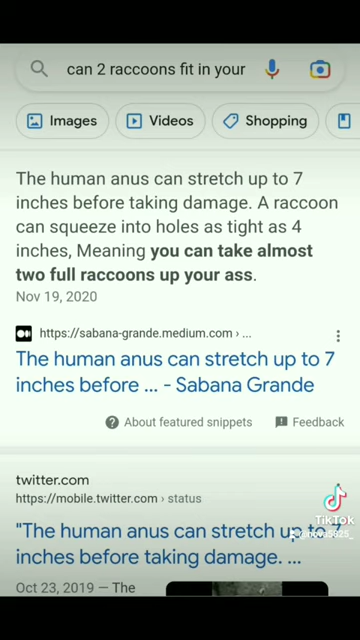 can 2 raccoons fit in your
Images
Videos
Shopping
The human anus can stretch up to 7
inches before taking damage. A raccoon
can squeeze into holes as tight as 4
inches, Meaning you can take almost
two full raccoons up your ass.
Nov 19, 2020
https://sabana-grande.medium.com › ...
The human anus can stretch up to 7
inches before ... - Sabana Grande
About featured snippets
Feedback
twitter.com
https://mobile.twitter.com › status
"The human anus can stretch up to 7
inches before taking damage. ...
TikTok
Oct 23, 2019 — The